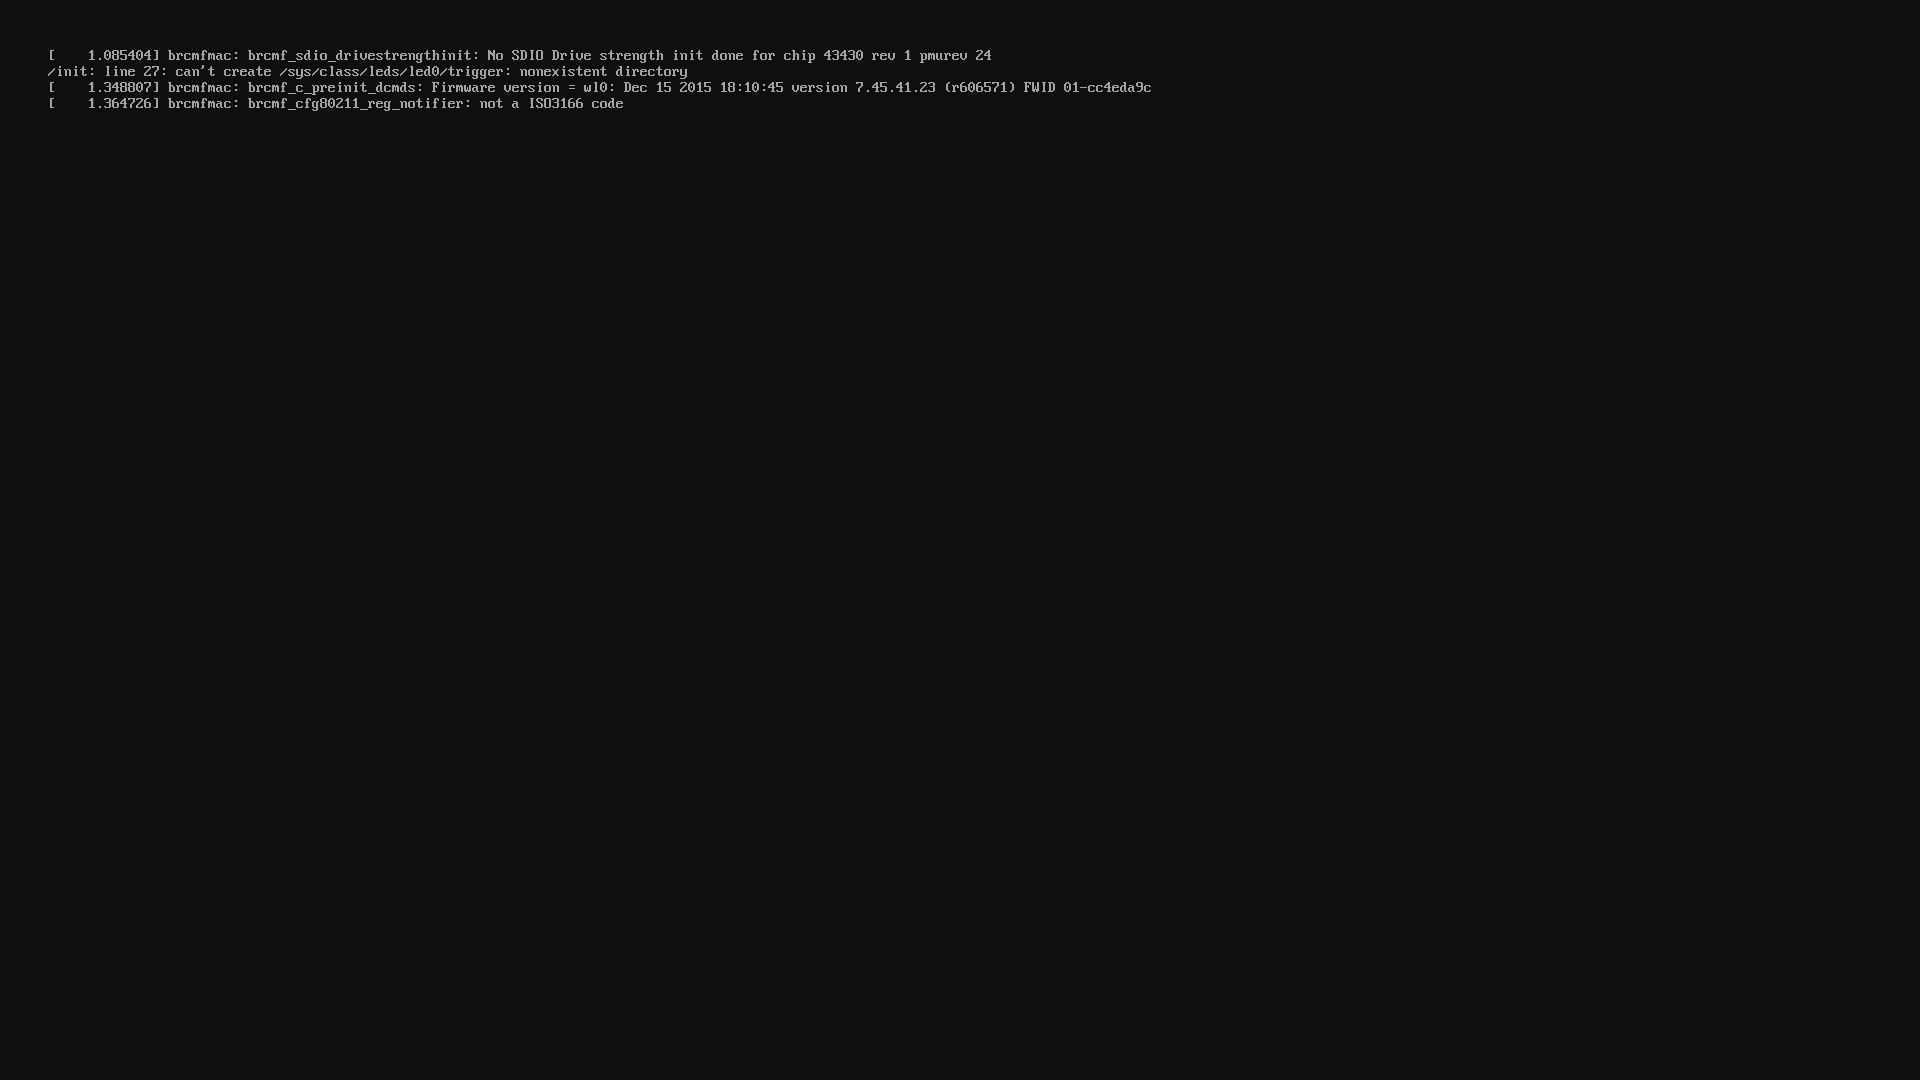 [    1.085404] brcmfmac: brcmf_sdio_drivestrengthinit: No SDIO Drive strength init done for chip 43430 rev 1 pmurev 24
/init: line 27: can't create /sys/class/leds/led0/trigger: nonexistent directory
[    1.348807] brcmfmac: brcmf_c_preinit_dcmds: Firmware version = wl0: Dec 15 2015 18:10:45 version 7.45.41.23 (r606571) FWID 01-cc4eda9c
[    1.364726] brcmfmac: brcmf_cfg80211_reg_notifier: not a ISO3166 code